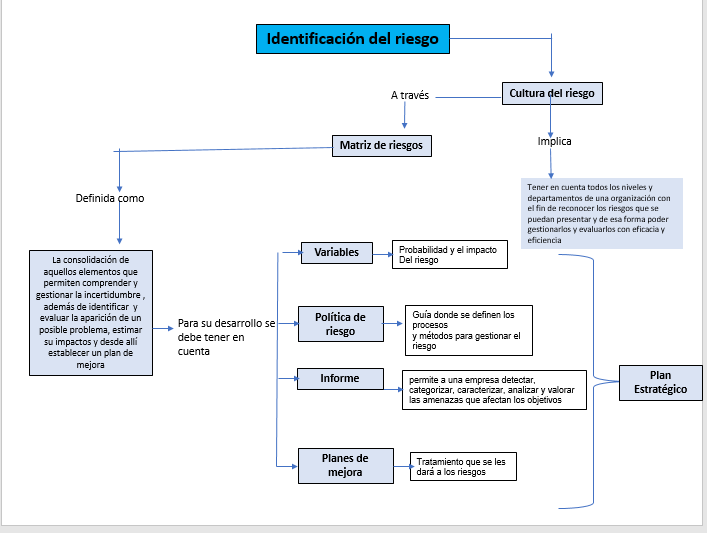 Identificación del riesgo
Cultura del riesgo
A través
Matriz de riesgos
Implica
Tener en cuenta todos los niveles y
departamentos de una organización con
el fin de reconocer los riesgos que se
puedan presentar y de esa forma poder
gestionarlos y evaluarlos con eficacia y
eficiencia
Definida como
La consolidación de
aquellos elementos que
permiten comprender y
gestionar la incertidumbre ,
además de identificar y
evaluar la aparición de un
posible problema, estimar
su impactos y desde allí
establecer un plan de
mejora
Para su desarrollo se
debe tener en
cuenta
Variables
Probabilidad y el impacto
Del riesgo
Política de
riesgo
Guía donde se definen los
procesos
y métodos para gestionar el
riesgo
Informe
permite a una empresa detectar,
categorizar, caracterizar, analizar y valorar
las amenazas que afectan los objetivos
Planes de
mejora
Tratamiento que se les
dará a los riesgos
Plan
Estratégico